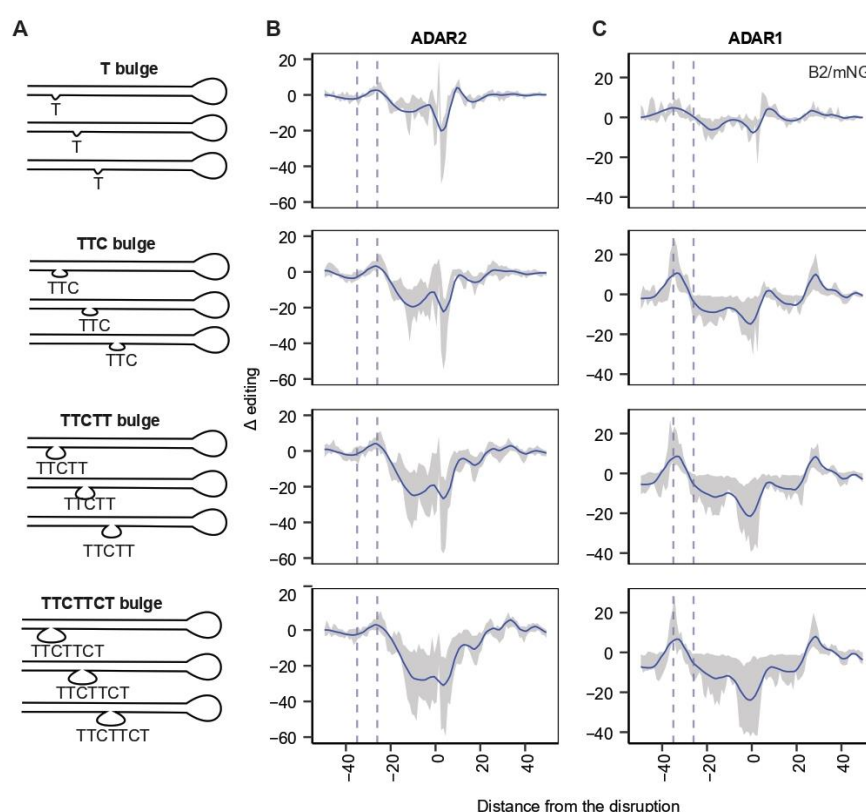 A
B
C
ADAR2
ADAR1
B2/mNG
T bulge
T
T
T
TTC bulge
TTC
TTC
TTC
TTCTT bulge
TTCTT
TTCTT
TTCTT
TTCTTCT bulge
TTCTTCT
TTCTTCT
TTCTTCT
Δ editing
20
0
−20
−40
−60
20
0
−20
−40
−60
20
0
−20
−40
−60
20
0
−20
−40
−60
20
0
−20
−40
20
0
−20
−40
20
0
−20
−40
20
0
−20
−40
−40
−20
0
20
40
−40
−20
0
20
40
Distance from the disruption